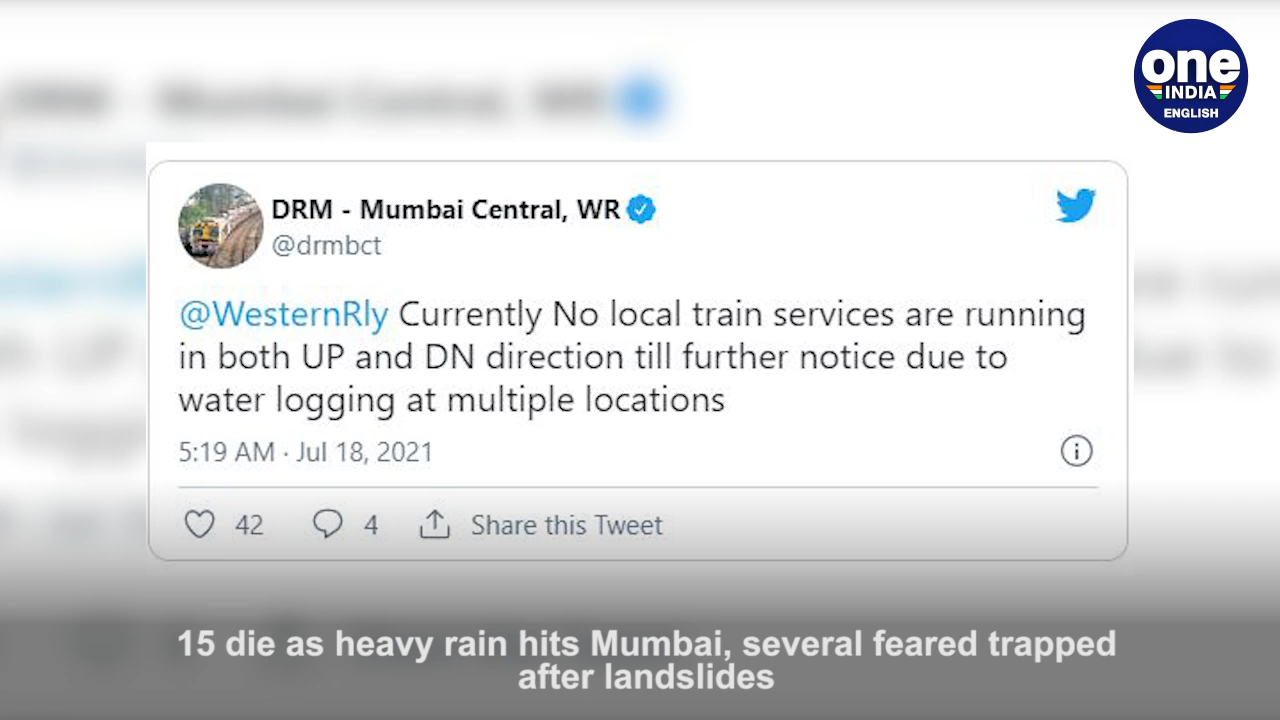 one
INDIA
ENGLISH
DRM - Mumbai Central, WR
@drmbct
@WesternRly Currently No local train services are running
in both UP and DN direction till further notice due to
water logging at multiple locations
5:19 AM · Jul 18, 2021
42 4 Share this Tweet
15 die as heavy rain hits Mumbai, several feared trapped
after landslides